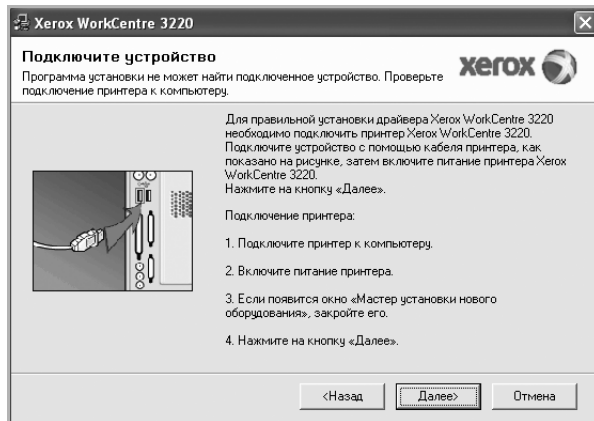 Xerox WorkCentre 3220
Подключите устройство
Программа установки не может найти подключенное устройство. Проверьте
подключение принтера к компьютеру.
xerox
Для правильной установки драйвера Xerox WorkCentre 3220
необходимо подключить принтер Xerox WorkCentre 3220.
Подключите устройство с помощью кабеля принтера, как
показано на рисунке, затем включите питание принтера Xerox
WorkCentre 3220.
Нажмите на кнопку «Далее».
Подключение принтера:
1. Подключите принтер к компьютеру.
2. Включите питание принтера.
3. Если появится окно «Мастер установки нового
оборудования», закройте его.
4. Нажмите на кнопку «Далее».
<Назад
Далее>
Отмена